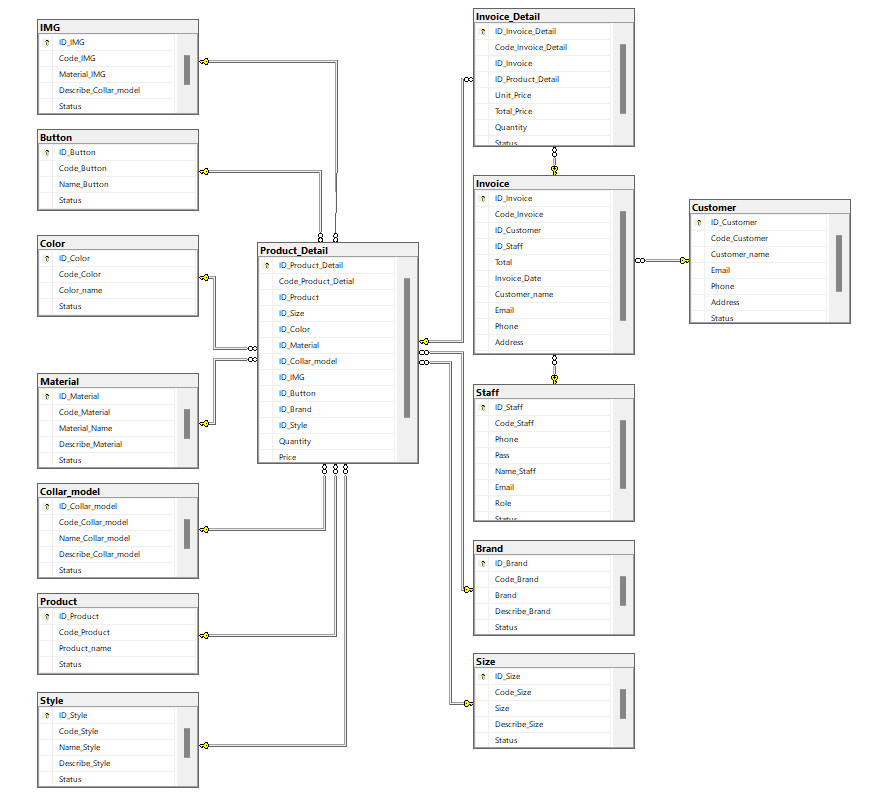 IMG
ID_IMG
Code_IMG
Material_IMG
Describe_Collar_model
Status
Button
ID_Button
Code_Button
Name_Button
Status
Color
ID_Color
Code_Color
Color_name
Status
Material
ID_Material
Code_Material
Material_Name
Describe_Material
Status
Collar_model
ID_Collar_model
Code_Collar_model
Name_Collar_model
Describe_Collar_model
Status
Product
ID_Product
Code_Product
Product_name
Status
Style
ID_Style
Code_Style
Name_Style
Describe_Style
Status
Product_Detail
ID_Product_Detail
Code_Product_Detial
ID_Product
ID_Size
ID_Color
ID_Material
ID_Collar_model
ID_IMG
ID_Button
ID_Brand
ID_Style
Quantity
Price
Invoice_Detail
ID_Invoice_Detail
Code_Invoice_Detail
ID_Invoice
ID_Product_Detail
Unit_Price
Total_Price
Quantity
Status
Invoice
ID_Invoice
Code_Invoice
ID_Customer
ID_Staff
Total
Invoice_Date
Customer_name
Email
Phone
Address
Staff
ID_Staff
Code_Staff
Phone
Pass
Name_Staff
Email
Role
Status
Brand
ID_Brand
Code_Brand
Brand
Describe_Brand
Status
Size
ID_Size
Code_Size
Size
Describe_Size
Status
Customer
ID_Customer
Code_Customer
Customer_name
Email
Phone
Address
Status